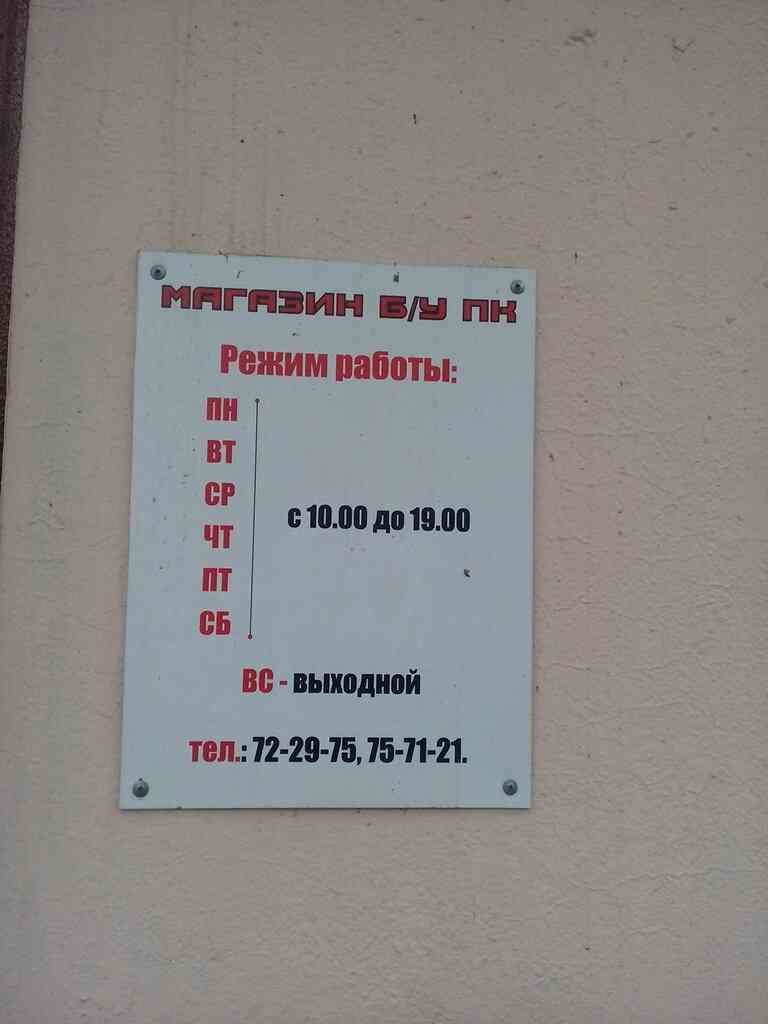 МАГАЗИН Б/У ПК
Режим работы:
ПН
ВТ
СР
ЧТ
ПТ
СБ
с 10.00 до 19.00
ВС - выходной
тел.: 72-29-75, 75-71-21.